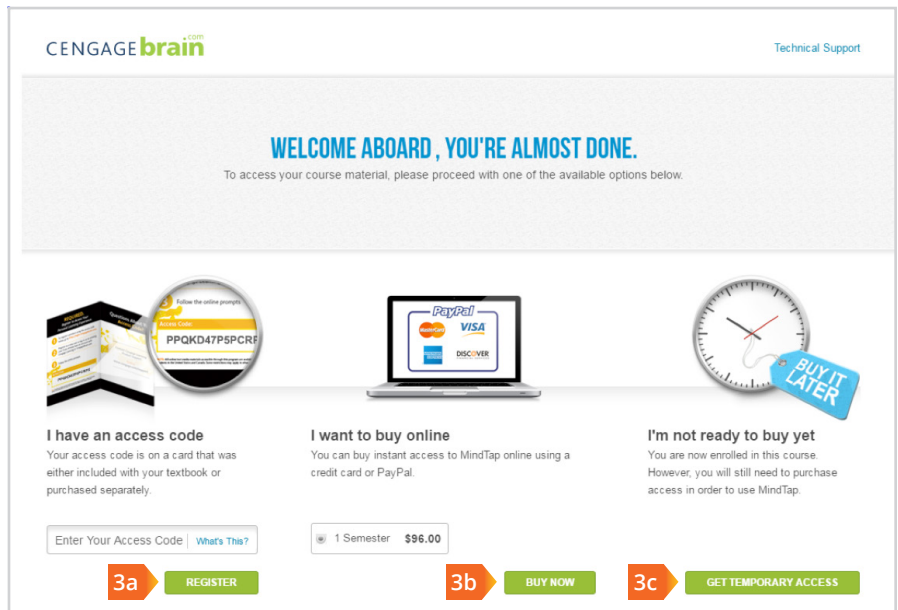 CENGAGEbrain.com
Technical Support
WELCOME ABOARD , YOU'RE ALMOST DONE.
To access your course material, please proceed with one of the available options below.
Follow the online prompts
Access Code:
PPQKD47P5PCRF
PayPal
MasterCard VISA
DISCOVER
BUY IT
LATER
I have an access code
Your access code is on a card that was
either included with your textbook or
purchased separately.
I want to buy online
You can buy instant access to MindTap online using a
credit card or PayPal.
I'm not ready to buy yet
You are now enrolled in this course.
However, you will still need to purchase
access in order to use MindTap.
Enter Your Access Code What's This?
1 Semester $96.00
3a REGISTER
3b BUY NOW
3c GET TEMPORARY ACCESS